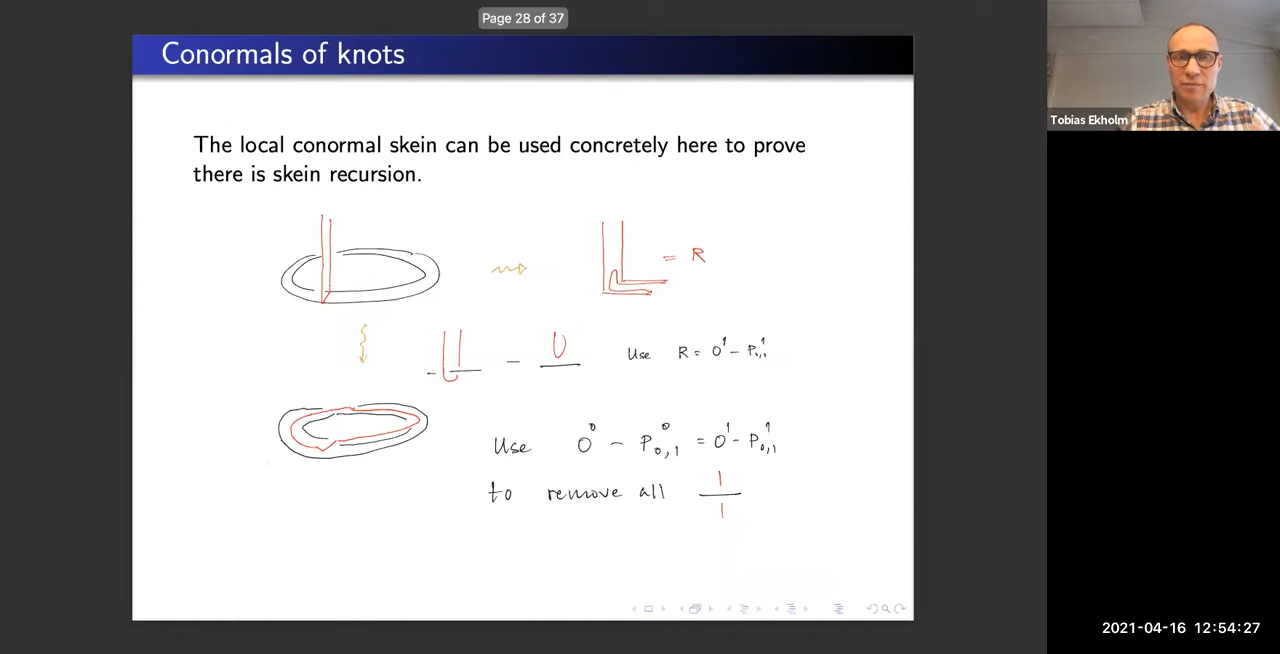 Page 28 of 37
Conormals of knots
Tobias Ekholm
The local conormal skein can be used concretely here to prove
there is skein recursion.
= R
Use R = O¹ - P¹₀,₁
Use O⁰ - P⁰₀,₁ = O¹ - P¹₀,₁
to remove all
2021-04-16 12:54:27